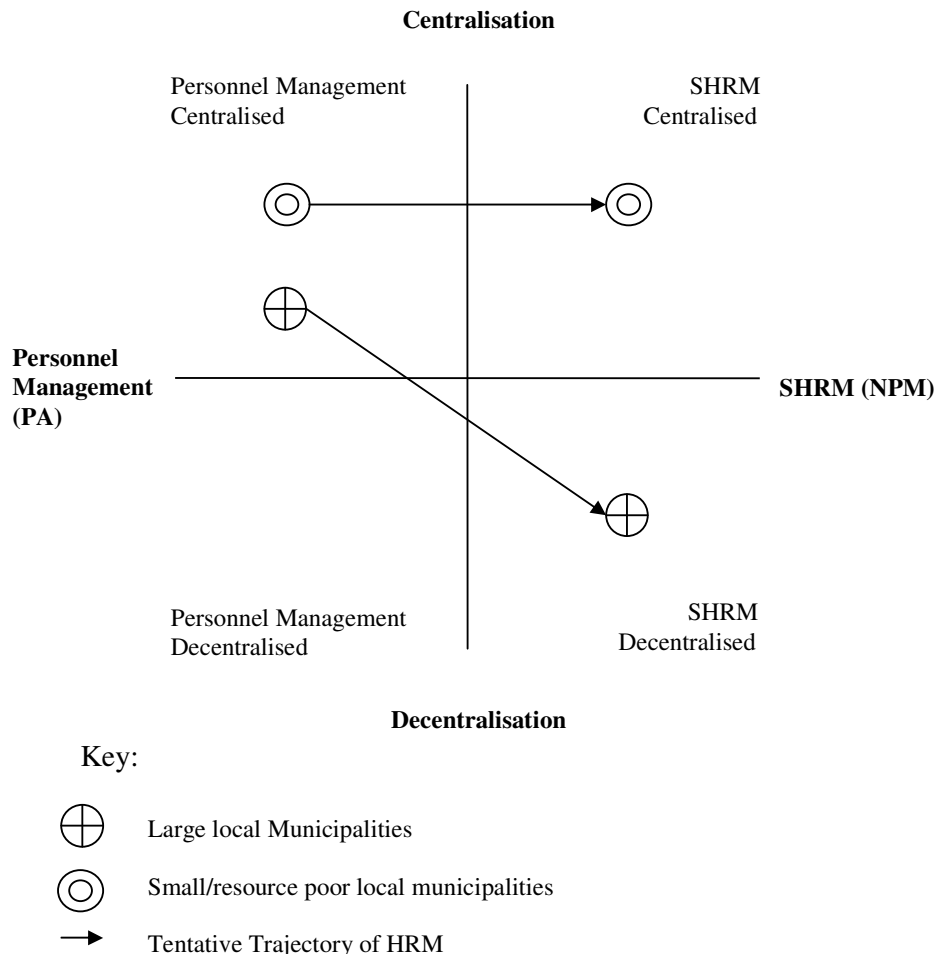 Centralisation
Personnel Management
Centralised
SHRM
Centralised
Personnel
Management
(PA)
SHRM (NPM)
Personnel Management
Decentralised
SHRM
Decentralised
Decentralisation
Key:
Large local Municipalities
Small/resource poor local municipalities
Tentative Trajectory of HRM